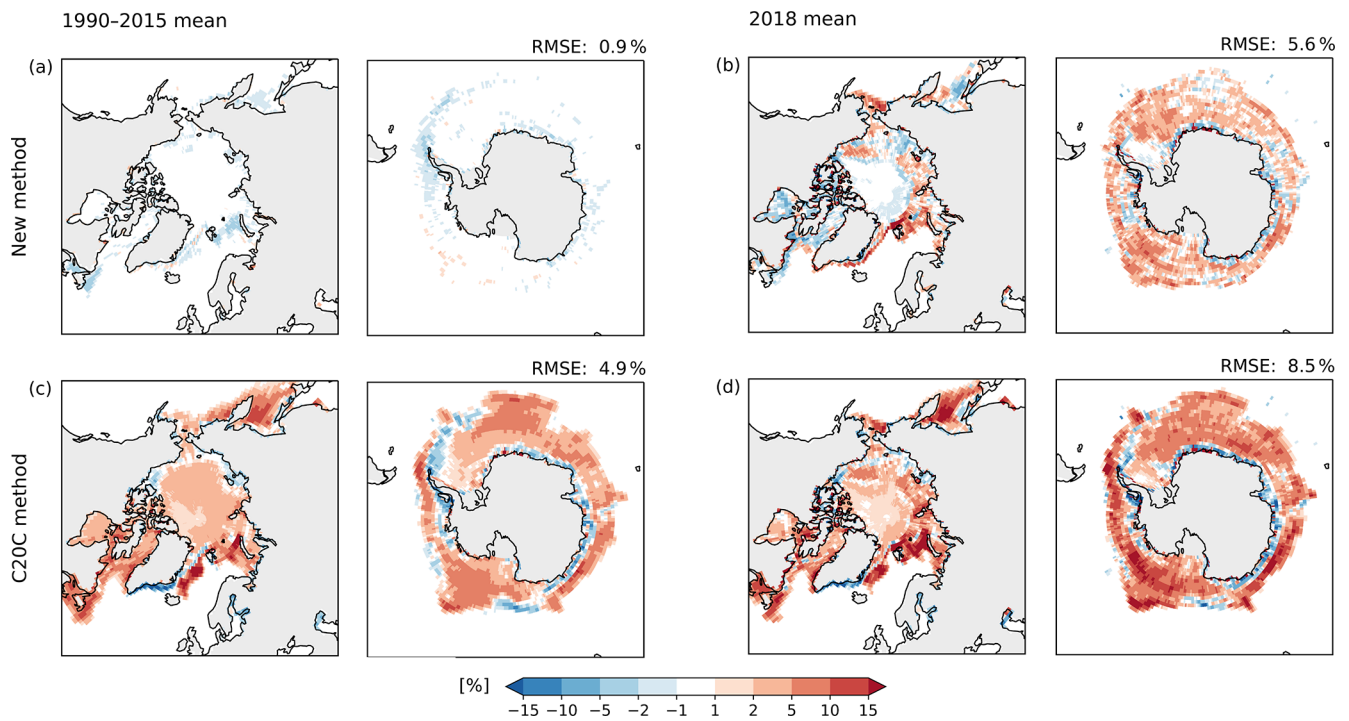 1990–2015 mean
2018 mean
RMSE: 0.9 %
RMSE: 5.6 %
(a)
(b)
New method
RMSE: 4.9 %
RMSE: 8.5 %
(c)
(d)
C20C method
[%]
−15 −10 −5 −2 −1 1 2 5 10 15